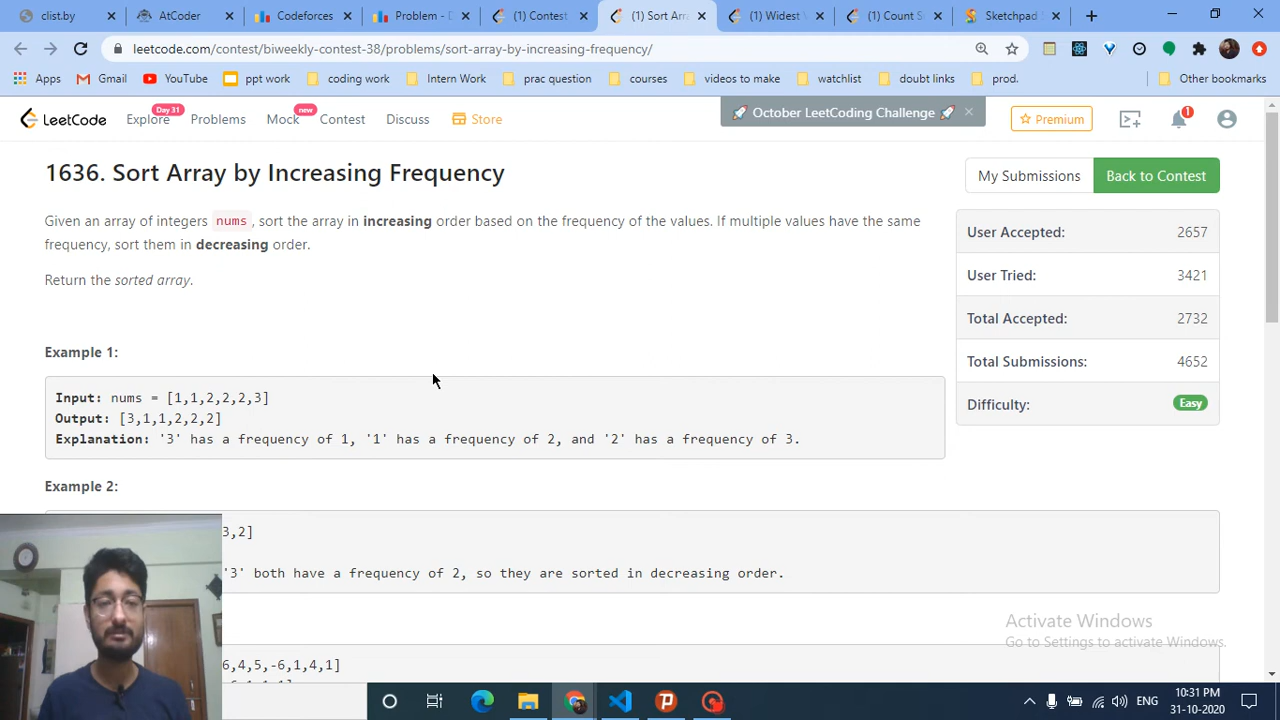 clist.by
AtCoder
Codeforces
Problem - D
(1) Contest
(1) Sort Arra
(1) Widest V
(1) Count S
Sketchpad
leetcode.com/contest/biweekly-contest-38/problems/sort-array-by-increasing-frequency/
Apps
Gmail
YouTube
ppt work
coding work
Intern Work
prac question
courses
videos to make
watchlist
doubt links
prod.
Other bookmarks
LeetCode
Explore
Day 31
Problems
Mock
new
Contest
Discuss
Store
October LeetCoding Challenge
Premium
1
1636. Sort Array by Increasing Frequency
My Submissions
Back to Contest
Given an array of integers nums, sort the array in increasing order based on the frequency of the values. If multiple values have the same
frequency, sort them in decreasing order.
Return the sorted array.
User Accepted: 2657
User Tried: 3421
Total Accepted: 2732
Total Submissions: 4652
Difficulty: Easy
Example 1:
Input: nums = [1,1,2,2,2,3]
Output: [3,1,1,2,2,2]
Explanation: '3' has a frequency of 1, '1' has a frequency of 2, and '2' has a frequency of 3.
Example 2:
3,2]
'3' both have a frequency of 2, so they are sorted in decreasing order.
6,4,5,-6,1,4,1]
Activate Windows
Go to Settings to activate Windows.
ENG
10:31 PM
31-10-2020